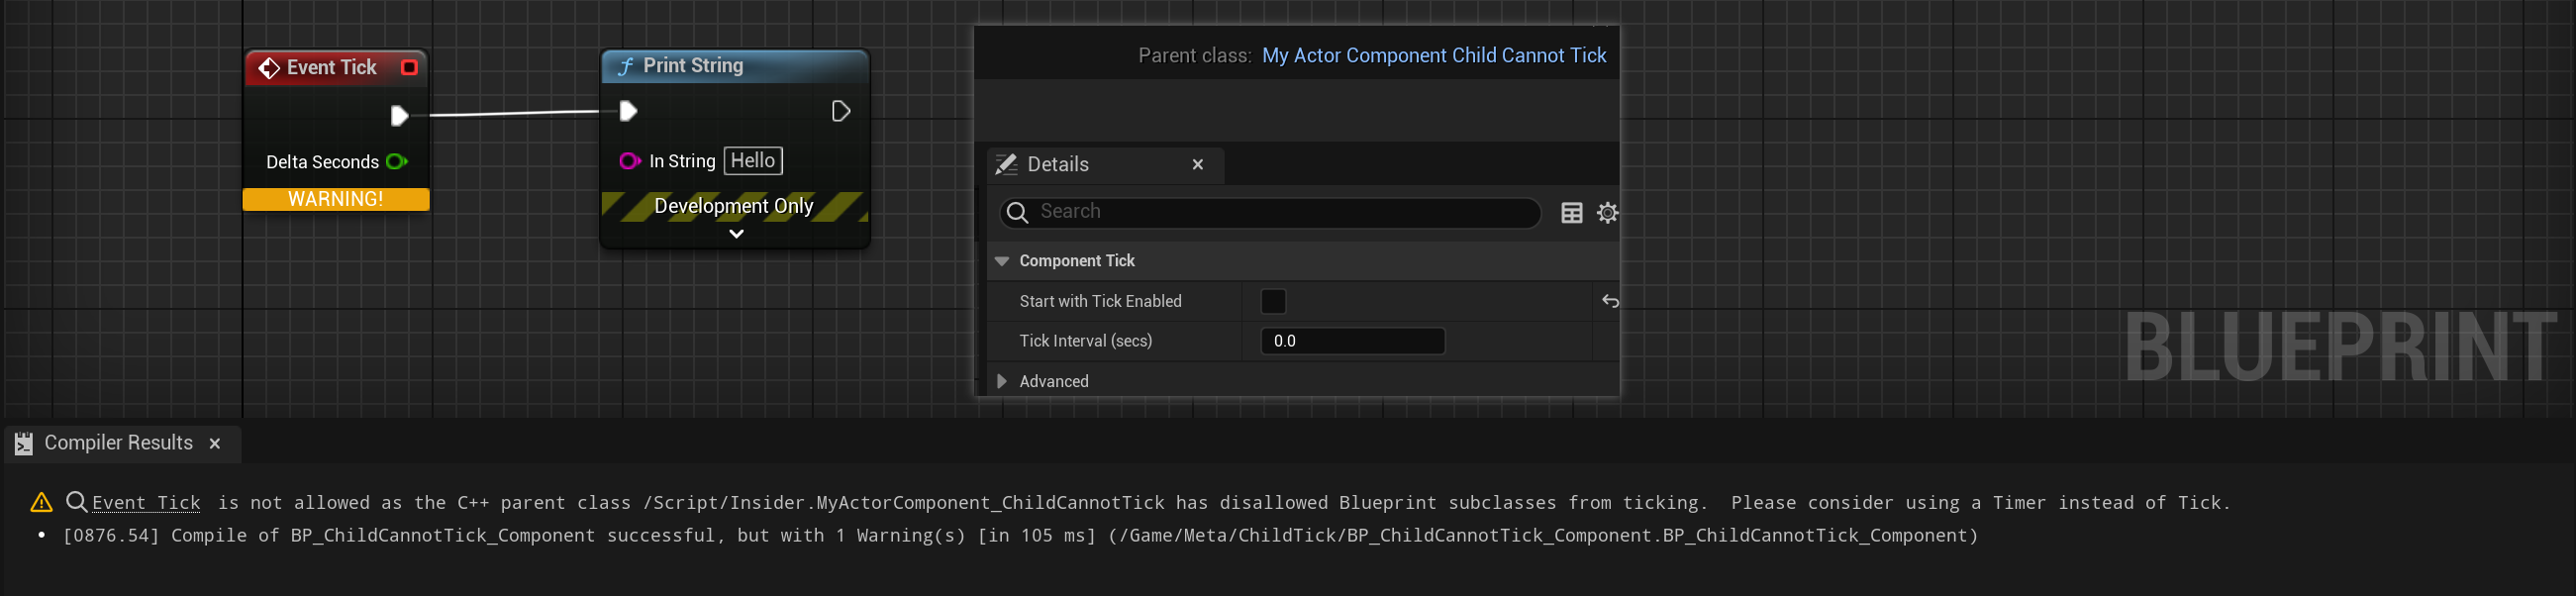 Event Tick
Delta Seconds
WARNING!
Print String
In String Hello
Development Only
Parent class: My Actor Component Child Cannot Tick
Details
Search
Component Tick
Start with Tick Enabled
Tick Interval (secs) 0.0
Advanced
BLUEPRINT
Compiler Results
Event Tick is not allowed as the C++ parent class /Script/Insider.MyActorComponent_ChildCannotTick has disallowed Blueprint subclasses from ticking.  Please consider using a Timer instead of Tick.
[0876.54] Compile of BP_ChildCannotTick_Component successful, but with 1 Warning(s) [in 105 ms] (/Game/Meta/ChildTick/BP_ChildCannotTick_Component.BP_ChildCannotTick_Component)